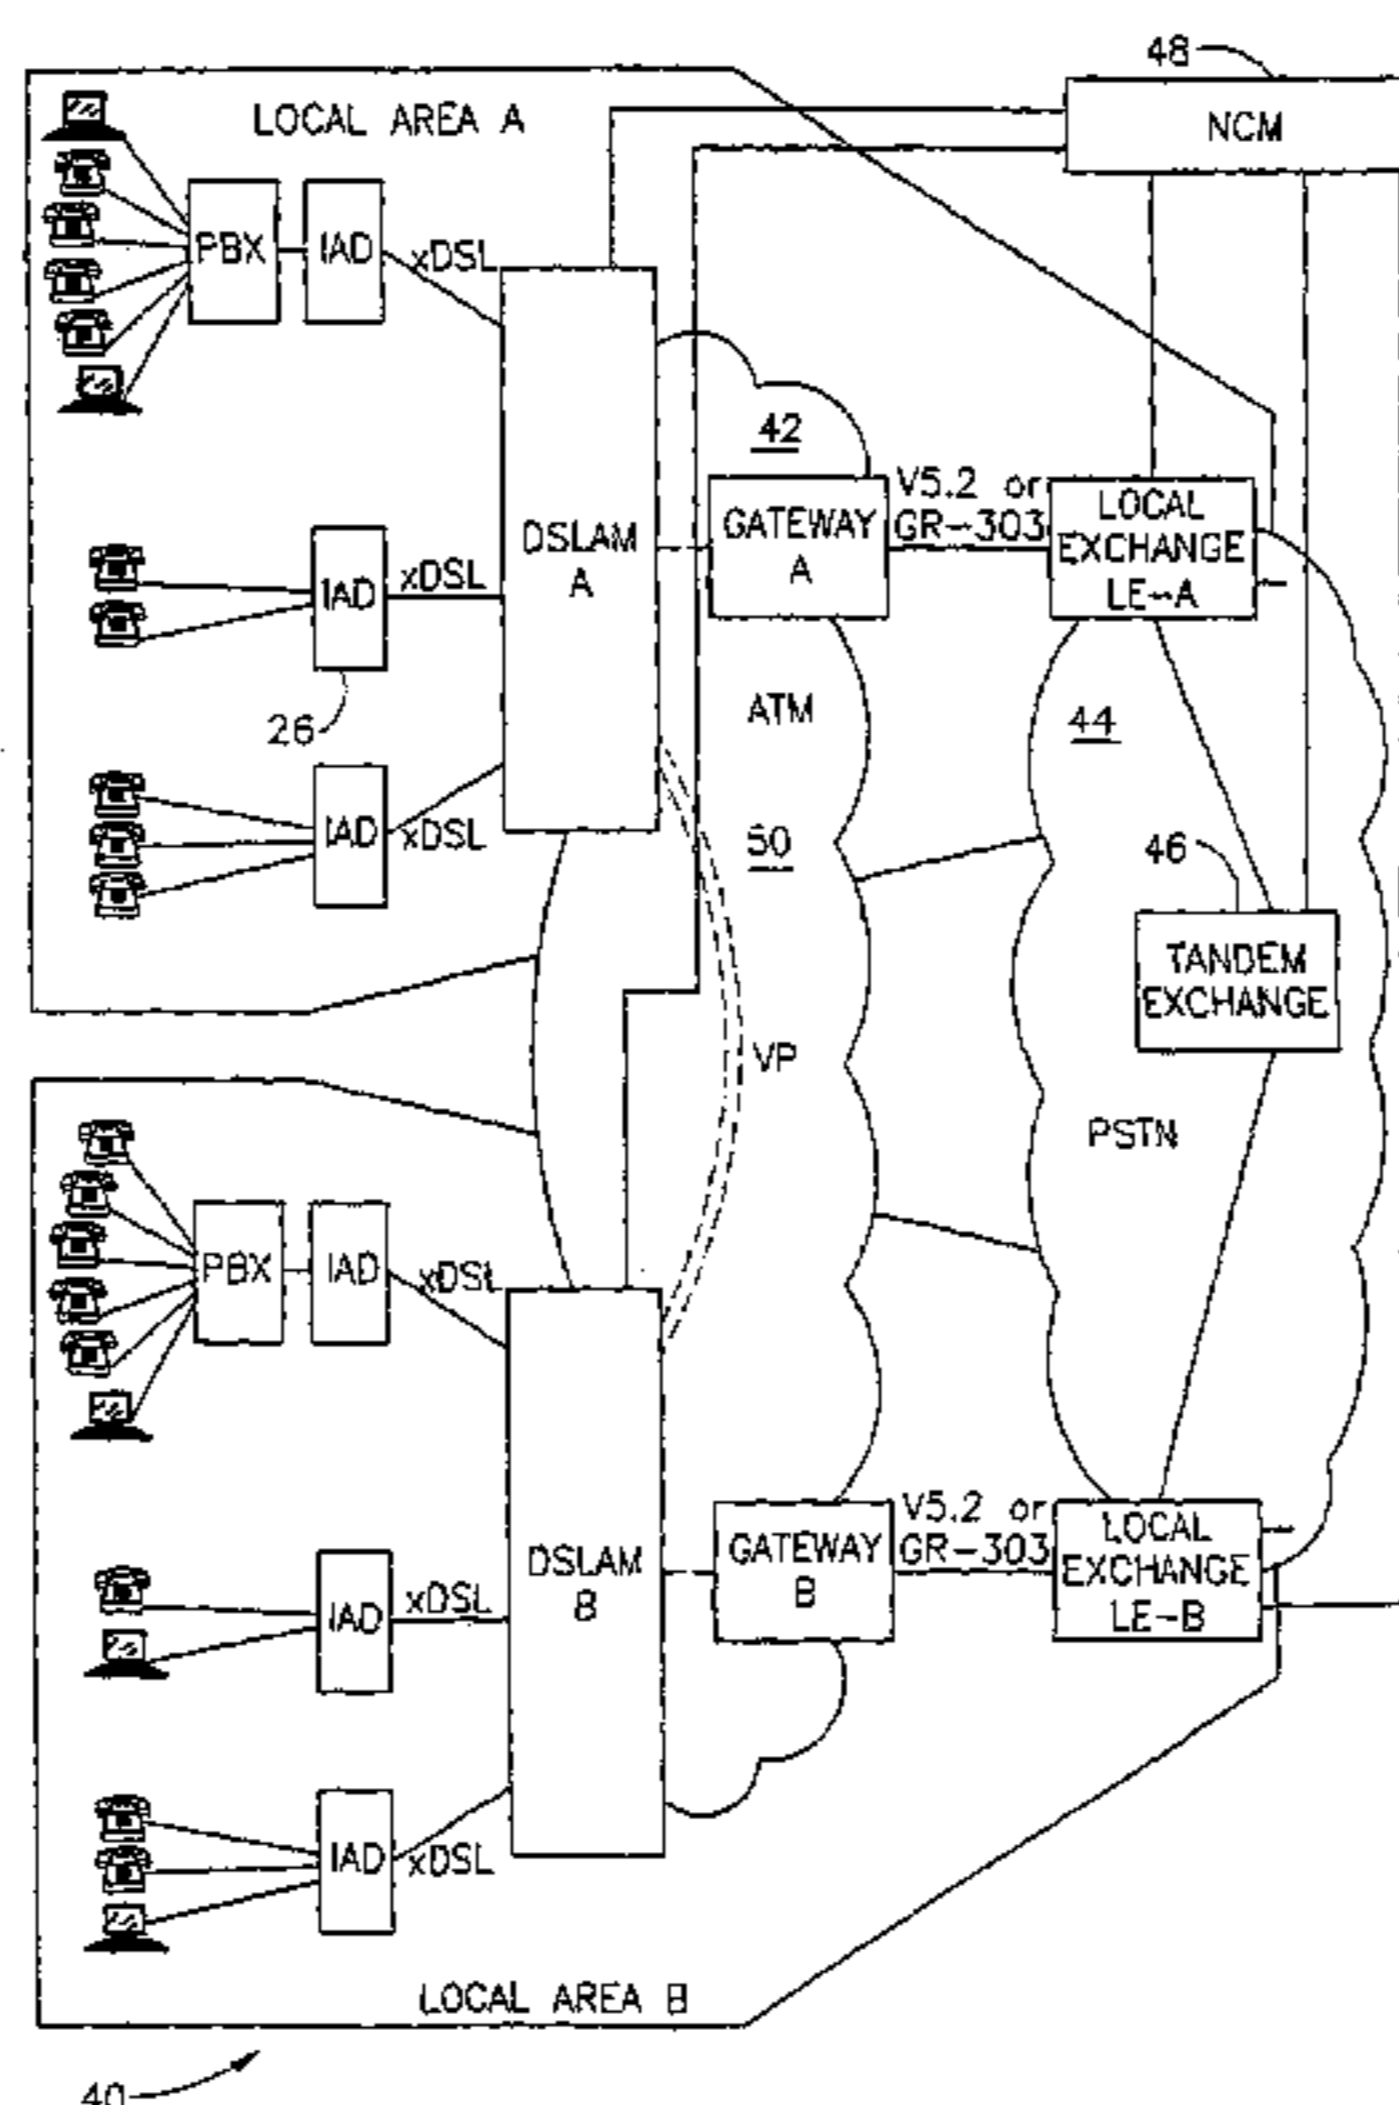 48
NCM
LOCAL AREA A
PBX
IAD
xDSL
42
GATEWAY
A
V5.2 or
GR-303
LOCAL
EXCHANGE
LE-A
DSLAM
A
IAD
xDSL
26
ATM
44
IAD
xDSL
50
46
TANDEM
EXCHANGE
VP
PSTN
PBX
IAD
xDSL
DSLAM
B
GATEWAY
B
V5.2 or
GR-303
LOCAL
EXCHANGE
LE-B
IAD
xDSL
IAD
xDSL
LOCAL AREA B
40